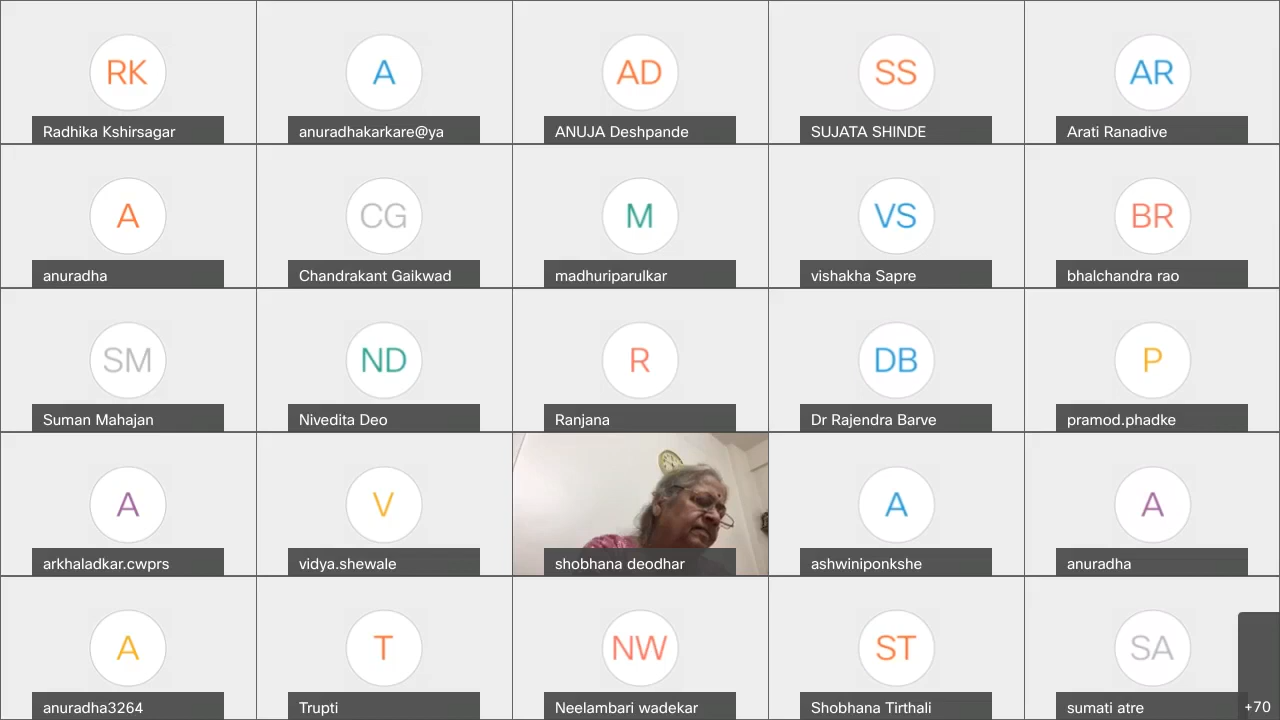 RK
Radhika Kshirsagar
A
anuradhakarkare@ya
AD
ANUJA Deshpande
SS
SUJATA SHINDE
AR
Arati Ranadive
A
anuradha
CG
Chandrakant Gaikwad
M
madhuriparulkar
VS
vishakha Sapre
BR
bhalchandra rao
SM
Suman Mahajan
ND
Nivedita Deo
R
Ranjana
DB
Dr Rajendra Barve
P
pramod.phadke
A
arkhaladkar.cwprs
V
vidya.shewale
shobhana deodhar
A
ashwiniponkshe
A
anuradha
A
anuradha3264
T
Trupti
NW
Neelambari wadekar
ST
Shobhana Tirthali
SA
sumati atre
+70